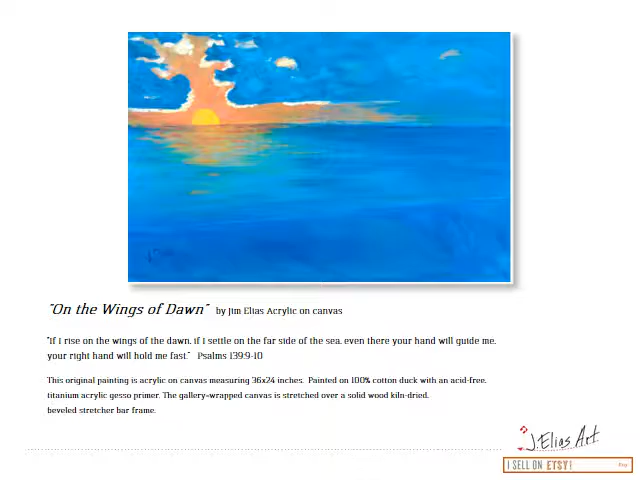 "On the Wings of Dawn" by Jim Elias Acrylic on canvas
"If I rise on the wings of the dawn, if I settle on the far side of the sea, even there your hand will guide me,
your right hand will hold me fast." Psalms 139:9-10
This original painting is acrylic on canvas measuring 36x24 inches. Painted on 100% cotton duck with an acid-free,
titanium acrylic gesso primer. The gallery-wrapped canvas is stretched over a solid wood kiln-dried,
beveled stretcher bar frame.
J.Elias Art
I SELL ON ETSY! Etsy